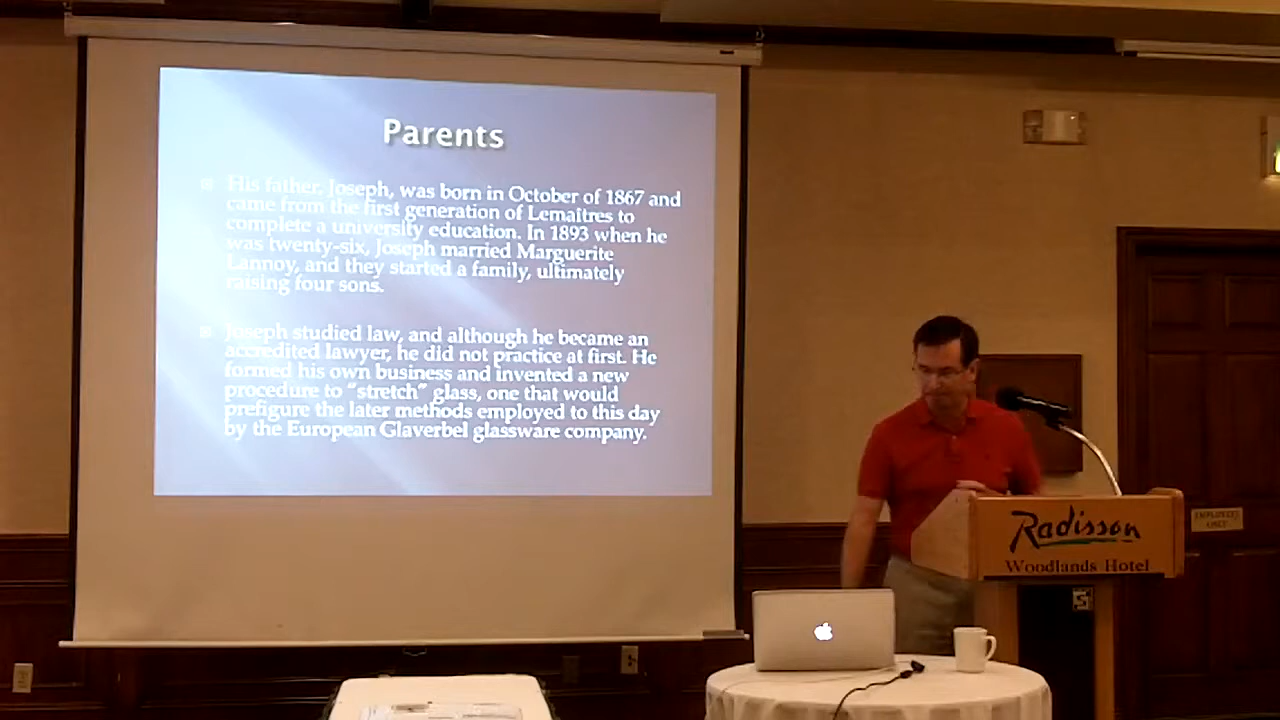 Parents
His father, Joseph, was born in October of 1867 and
came from the first generation of Lemaîtres to
complete a university education. In 1893 when he
was twenty-six, Joseph married Marguerite
Lannoy, and they started a family, ultimately
raising four sons.
Joseph studied law, and although he became an
accredited lawyer, he did not practice at first. He
formed his own business and invented a new
procedure to “stretch” glass, one that would
prefigure the later methods employed to this day
by the European Glaverbel glassware company.
Radisson
Woodlands Hotel
EMPLOYEES
ONLY